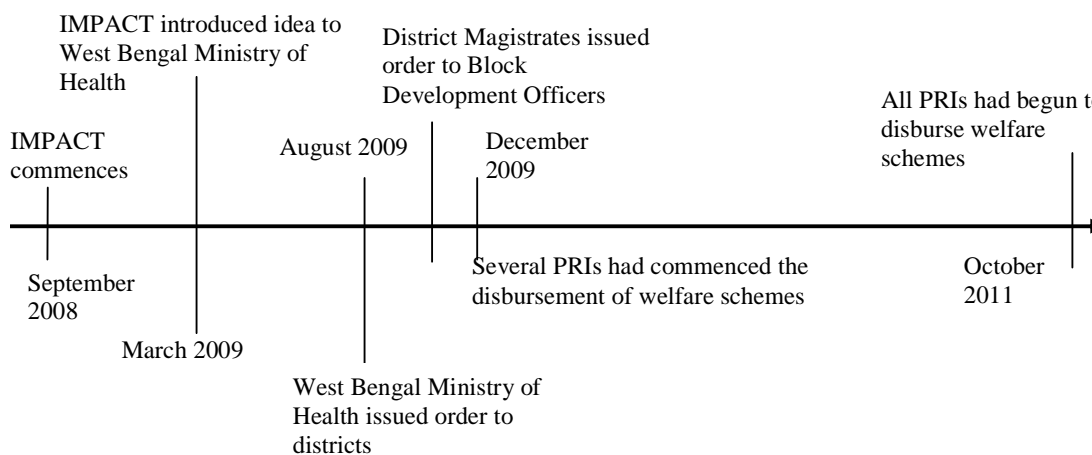 IMPACT introduced idea to
West Bengal Ministry of
Health
District Magistrates issued
order to Block
Development Officers
All PRIs had begun t
disburse welfare
schemes
IMPACT
commences
August 2009
December
2009
September
2008
March 2009
Several PRIs had commenced the
disbursement of welfare schemes
October
2011
West Bengal Ministry of
Health issued order to
districts